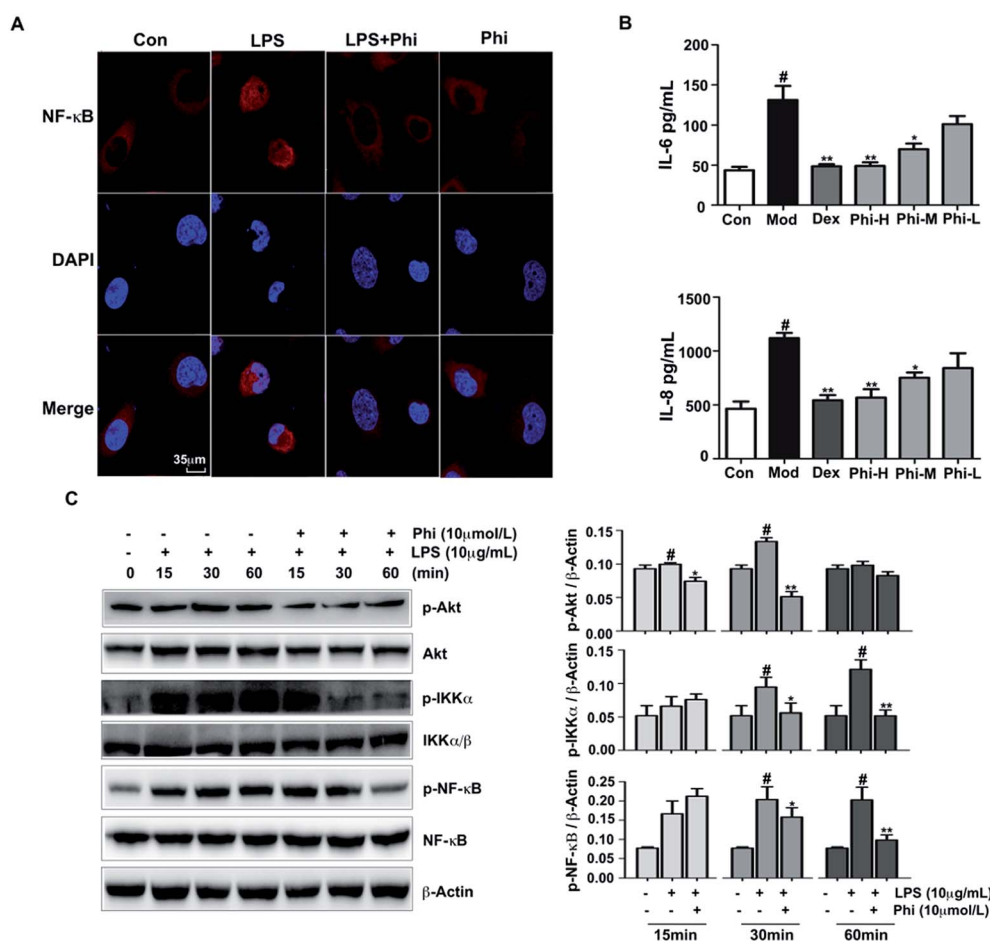 A
Con LPS LPS+Phi Phi
NF-κB
DAPI
Merge
35μm
B
IL-6 pg/mL
200
150
100
50
0
#
**
**
*
Con Mod Dex Phi-H Phi-M Phi-L
IL-8 pg/mL
1500
1000
500
0
#
**
**
*
Con Mod Dex Phi-H Phi-M Phi-L
C
- - - - + + + Phi (10μmol/L)
- + + + + + + LPS (10μg/mL)
0 15 30 60 15 30 60 (min)
p-Akt
Akt
p-IKKα
IKKα/β
p-NF-κB
NF-κB
β-Actin
p-Akt / β-Actin
0.15
0.10
0.05
0.00
# * # **
p-IKKα / β-Actin
0.15
0.10
0.05
0.00
# * # **
p-NF-κB / β-Actin
0.25
0.20
0.15
0.10
0.05
0.00
# * # **
- + + - + + - + + LPS (10μg/mL)
- - + - - + - - + Phi (10μmol/L)
15min 30min 60min